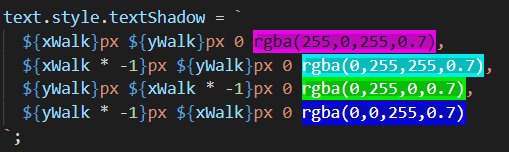 text.style.textShadow = `
${xWalk}px ${yWalk}px 0 rgba(255,0,255,0.7),
${xWalk * -1}px ${yWalk}px 0 rgba(0,255,255,0.7),
${yWalk}px ${xWalk * -1}px 0 rgba(0,255,0,0.7),
${yWalk * -1}px ${xWalk}px 0 rgba(0,0,255,0.7)
`;